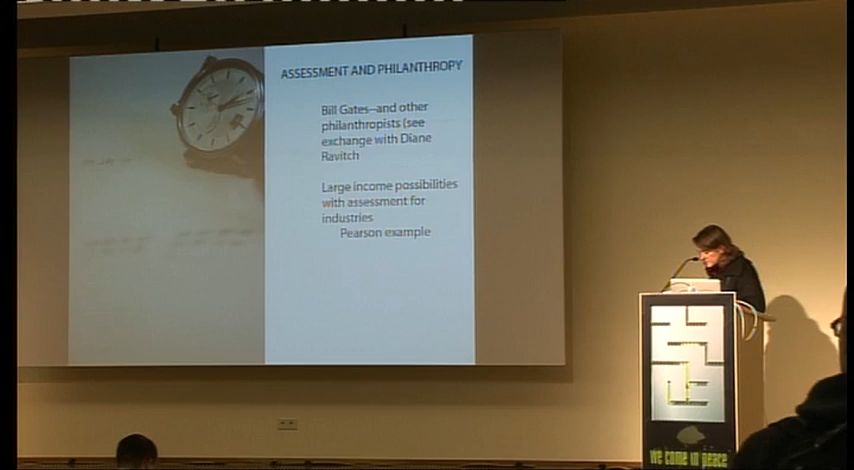 ASSESSMENT AND PHILANTHROPY
Bill Gates--and other
philanthropists (see
exchange with Diane
Ravitch
Large income possibilities
with assessment for
industries
Pearson example
We come in peace